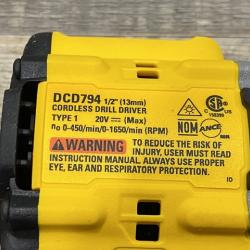 DCD794 1/2" (13mm)
CORDLESS DRILL DRIVER
TYPE 1 20V ⎓ (Max)
no 0-450/min/0-1650/min (RPM)
NOM ANCE
WARNING TO REDUCE THE RISK OF
INJURY, USER MUST READ
INSTRUCTION MANUAL. ALWAYS USE PROPER
EYE, EAR AND RESPIRATORY PROTECTION.